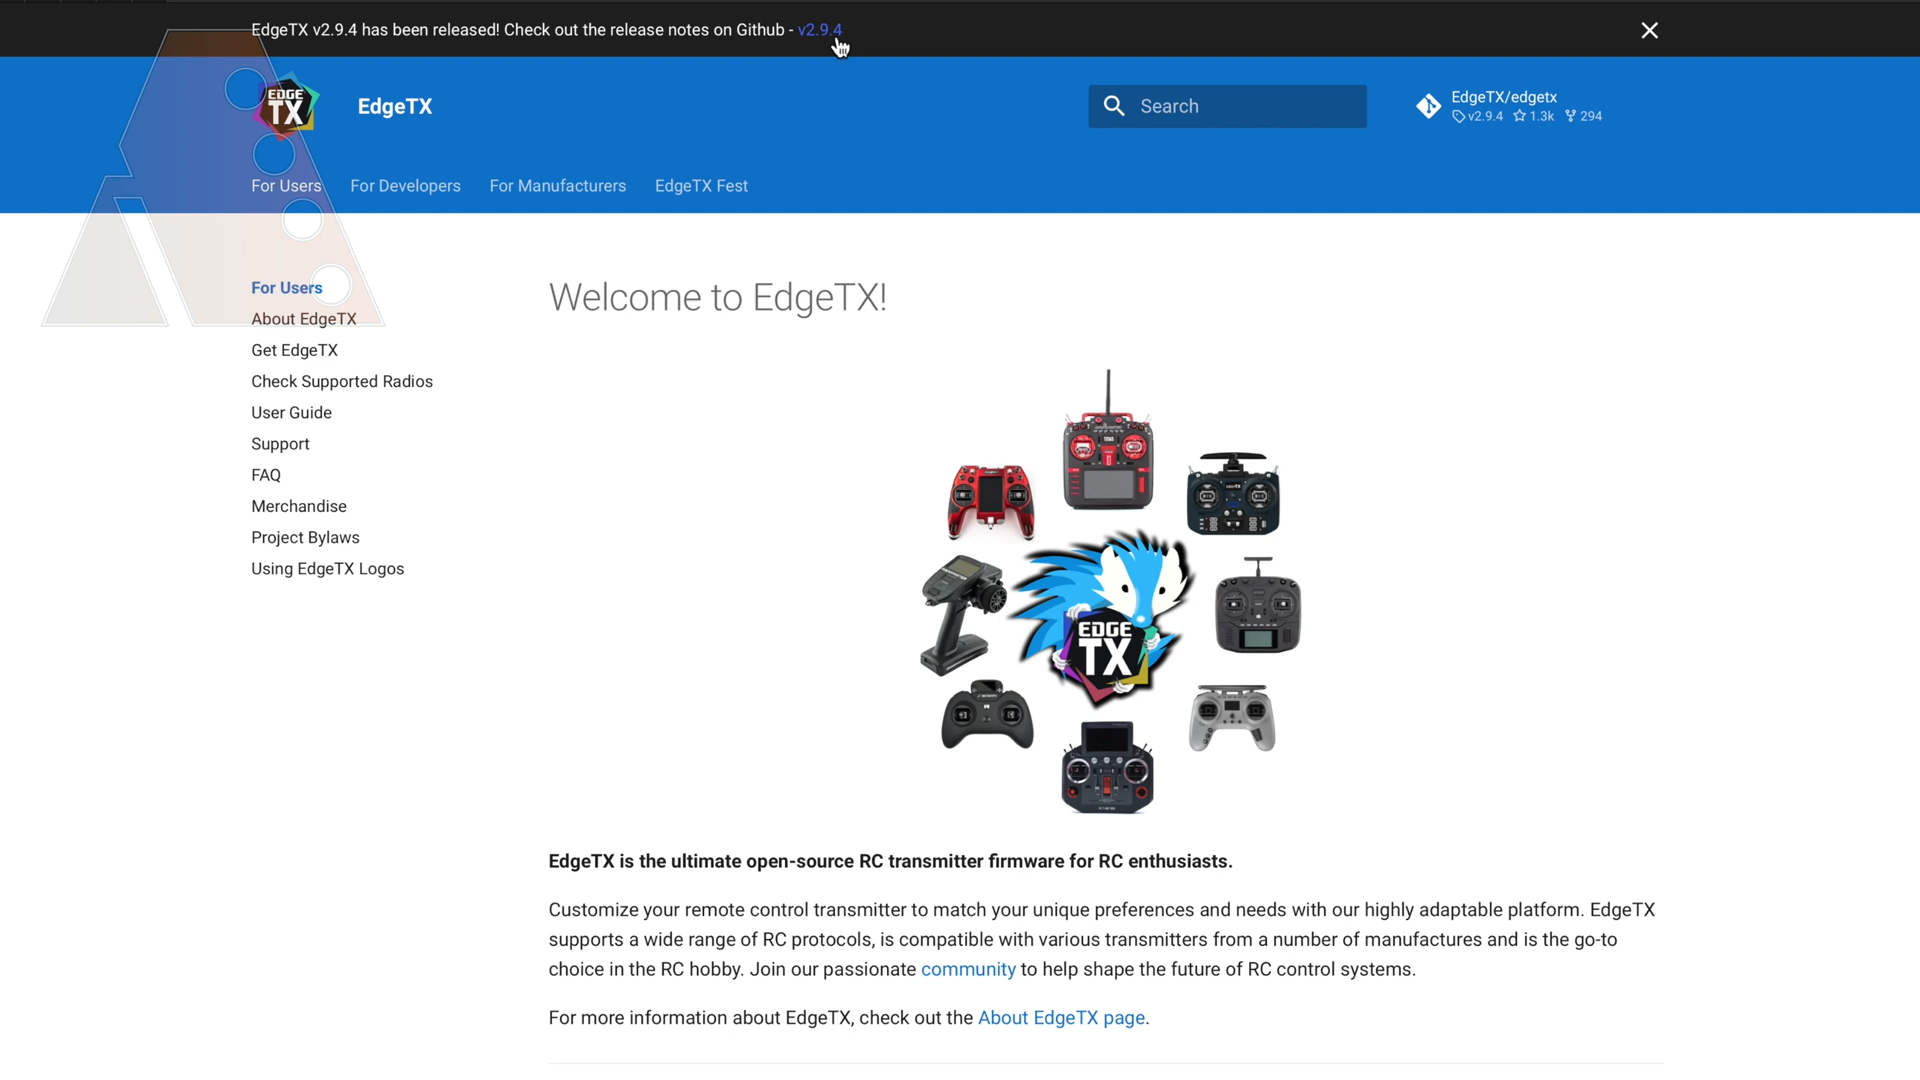 EdgeTX v2.9.4 has been released! Check out the release notes on Github - v2.9.4
EDGE
TX
EdgeTX
Search
EdgeTX/edgetx
v2.9.4 1.3k 294
For Users For Developers For Manufacturers EdgeTX Fest
For Users
About EdgeTX
Get EdgeTX
Check Supported Radios
User Guide
Support
FAQ
Merchandise
Project Bylaws
Using EdgeTX Logos
Welcome to EdgeTX!
EDGE
TX
EdgeTX is the ultimate open-source RC transmitter firmware for RC enthusiasts.
Customize your remote control transmitter to match your unique preferences and needs with our highly adaptable platform. EdgeTX
supports a wide range of RC protocols, is compatible with various transmitters from a number of manufactures and is the go-to
choice in the RC hobby. Join our passionate community to help shape the future of RC control systems.
For more information about EdgeTX, check out the About EdgeTX page.